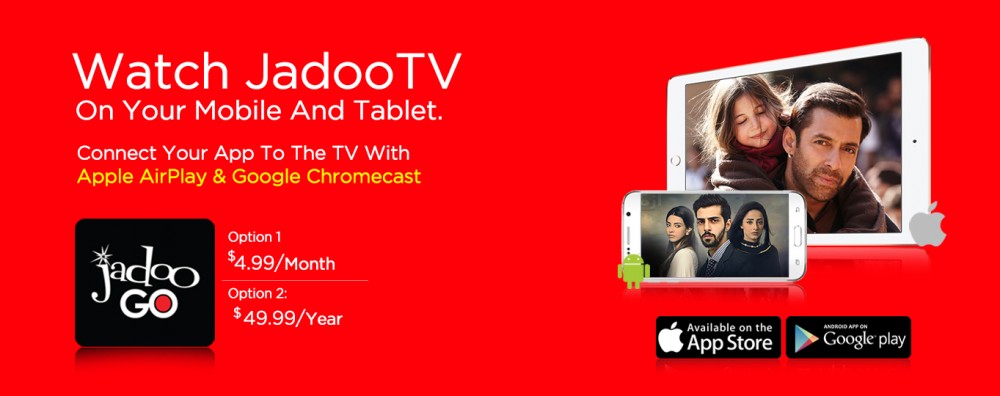 Watch JadooTV
On Your Mobile And Tablet.
Connect Your App To The TV With
Apple AirPlay & Google Chromecast
jadoo
GO
Option 1
$4.99/Month
Option 2:
$49.99/Year
Available on the
App Store
ANDROID APP ON
Google play